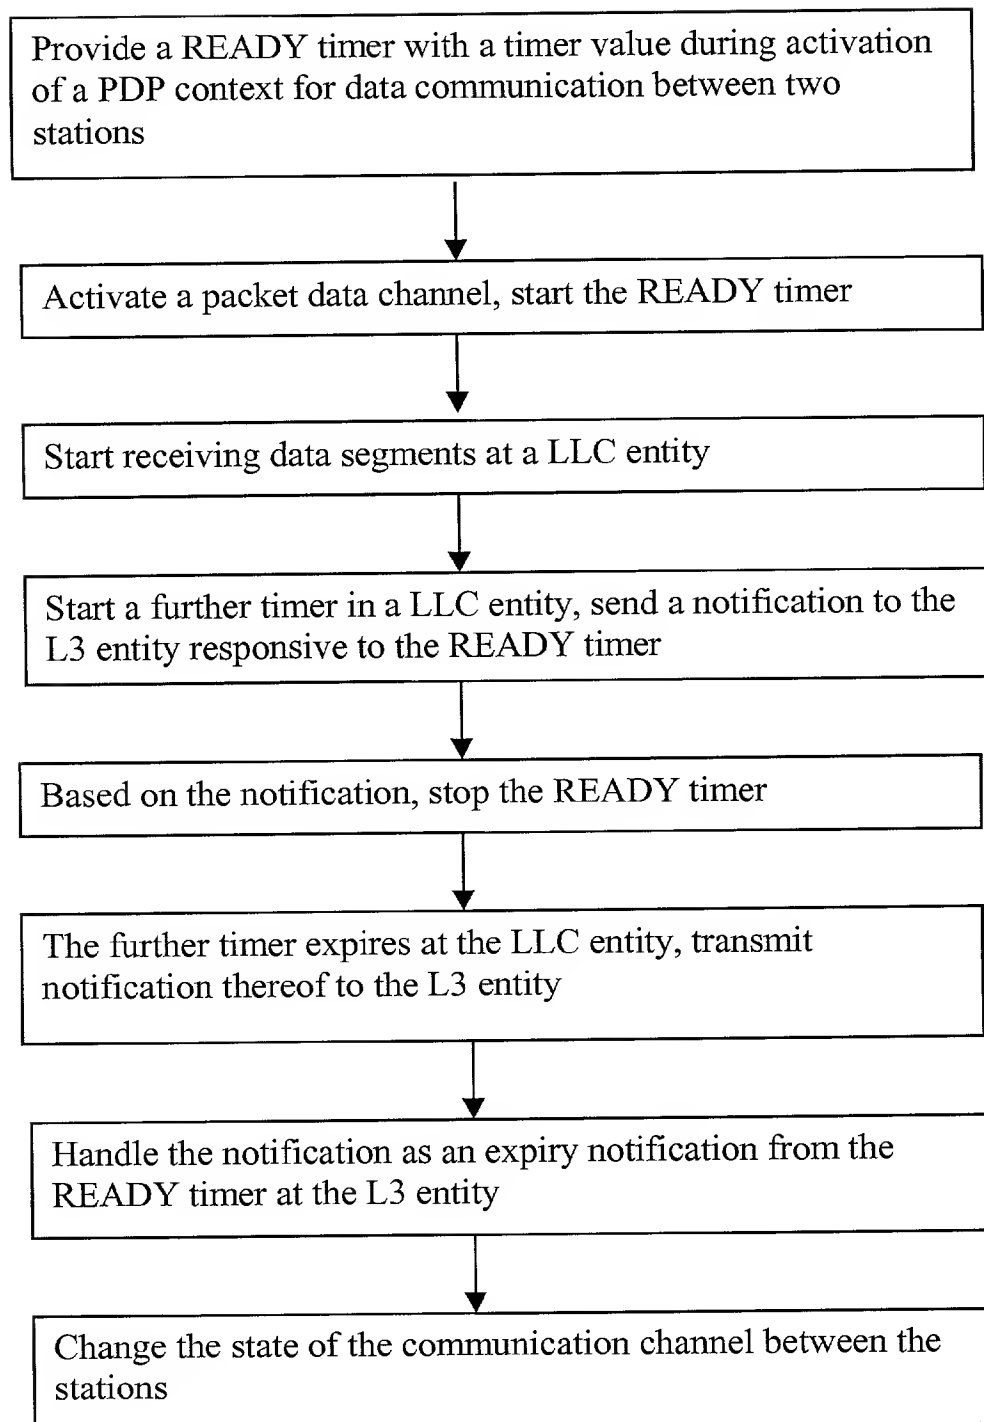 Provide a READY timer with a timer value during activation
of a PDP context for data communication between two
stations
Activate a packet data channel, start the READY timer
Start receiving data segments at a LLC entity
Start a further timer in a LLC entity, send a notification to the
L3 entity responsive to the READY timer
Based on the notification, stop the READY timer
The further timer expires at the LLC entity, transmit
notification thereof to the L3 entity
Handle the notification as an expiry notification from the
READY timer at the L3 entity
Change the state of the communication channel between the
stations